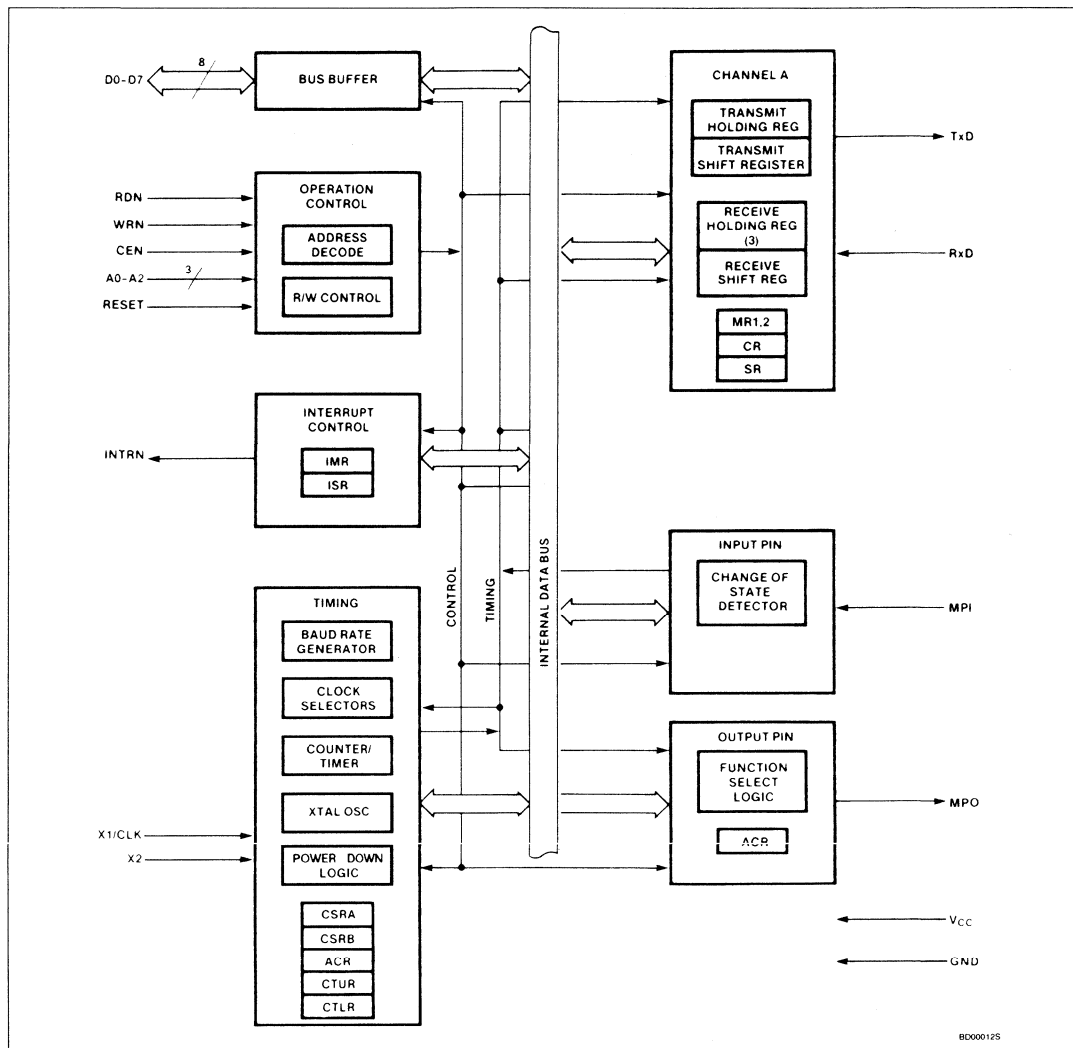 D0-D7
8
BUS BUFFER
RDN
WRN
CEN
A0-A2
3
RESET
OPERATION
CONTROL
ADDRESS
DECODE
R/W CONTROL
INTRN
INTERRUPT
CONTROL
IMR
ISR
TIMING
BAUD RATE
GENERATOR
CLOCK
SELECTORS
COUNTER/
TIMER
XTAL OSC
X1/CLK
X2
POWER DOWN
LOGIC
CSRA
CSRB
ACR
CTUR
CTLR
CONTROL
TIMING
INTERNAL DATA BUS
CHANNEL A
TRANSMIT
HOLDING REG
TRANSMIT
SHIFT REGISTER
TxD
RECEIVE
HOLDING REG
(3)
RECEIVE
SHIFT REG
RxD
MR1,2
CR
SR
INPUT PIN
CHANGE OF
STATE
DETECTOR
MPI
OUTPUT PIN
FUNCTION
SELECT
LOGIC
MPO
ACR
VCC
GND
BD00012S